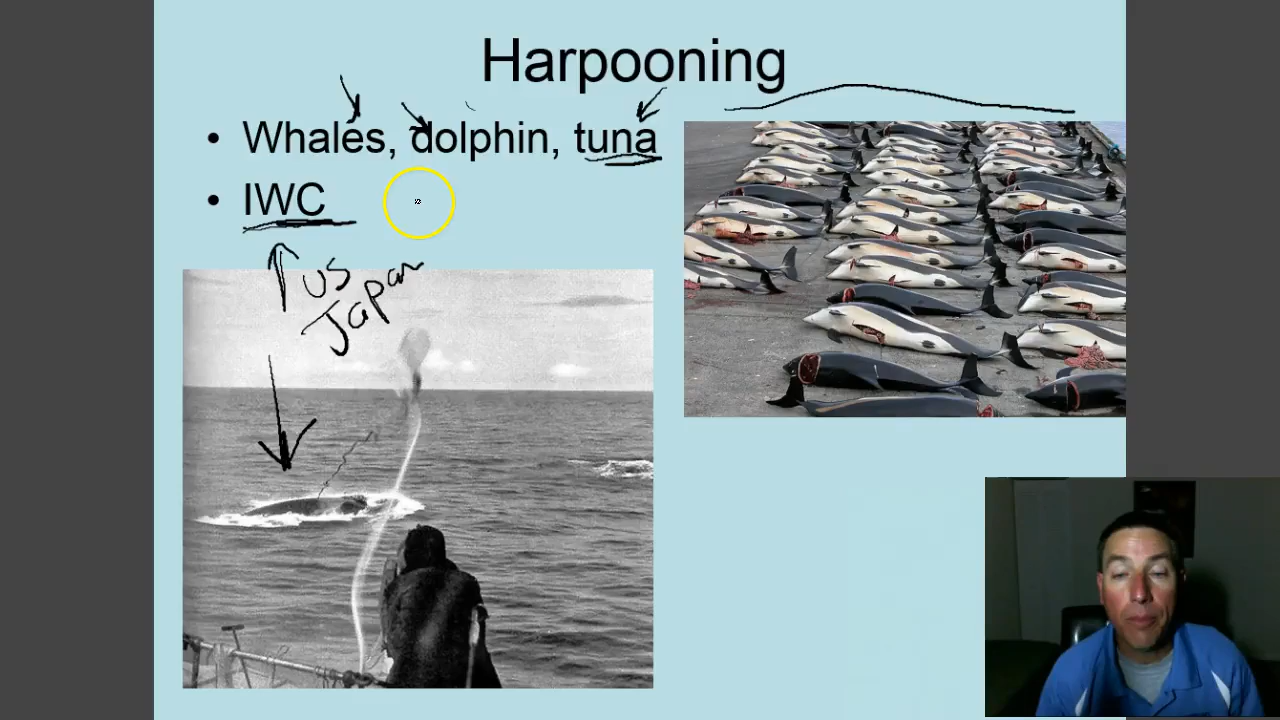 Harpooning
• Whales, dolphin, tuna
• IWC
US
Japan